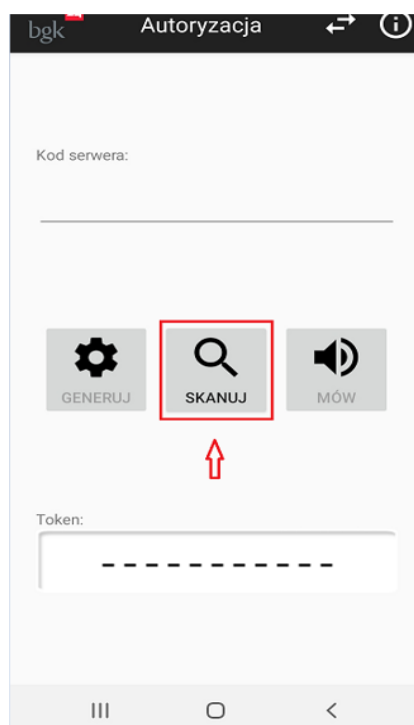 bgk Autoryzacja
Kod serwera:
GENERUJ SKANUJ MÓW
Token:
-----------